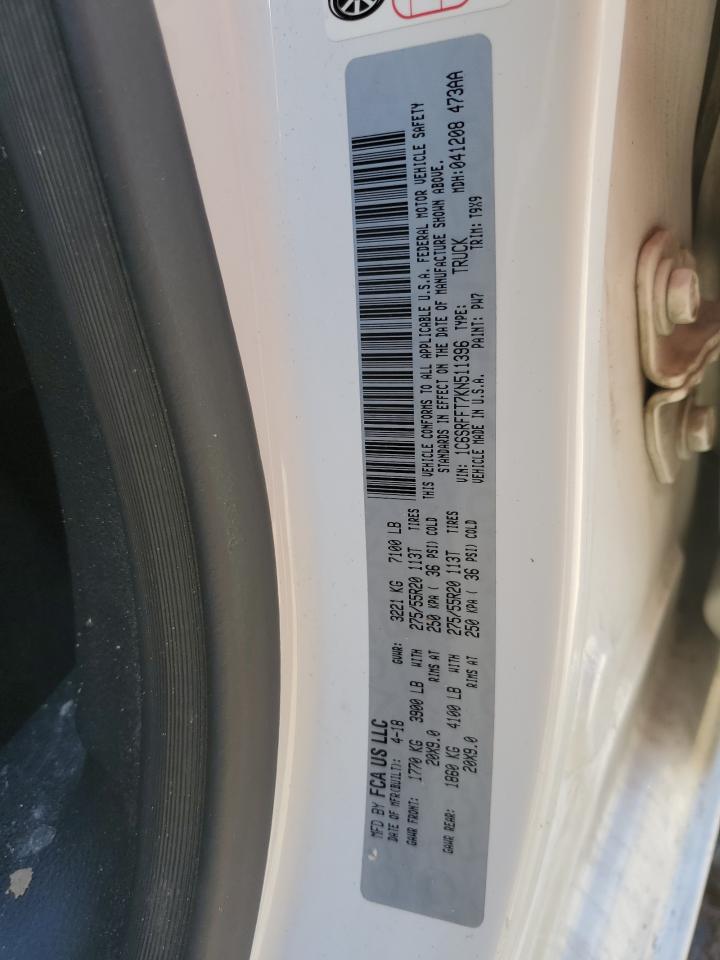 MFD BY FCA US LLC
DATE OF MFR(BUILT): 4-18 GVWR: 3221 KG 7100 LB
GAWR FRONT: 1770 KG 3900 LB WITH 275/55R20 113T TIRES
20X9.0 RIMS AT 250 KPA ( 36 PSI) COLD
GAWR REAR: 1860 KG 4100 LB WITH 275/55R20 113T TIRES
20X9.0 RIMS AT 250 KPA ( 36 PSI) COLD
THIS VEHICLE CONFORMS TO ALL APPLICABLE U.S.A. FEDERAL MOTOR VEHICLE SAFETY
STANDARDS IN EFFECT ON THE DATE OF MANUFACTURE SHOWN ABOVE.
VIN: 1C6SRFFT7KN511396 TYPE: TRUCK MDH:041208 473AA
VEHICLE MADE IN U.S.A. PAINT: PW7 TRIM: T9X9